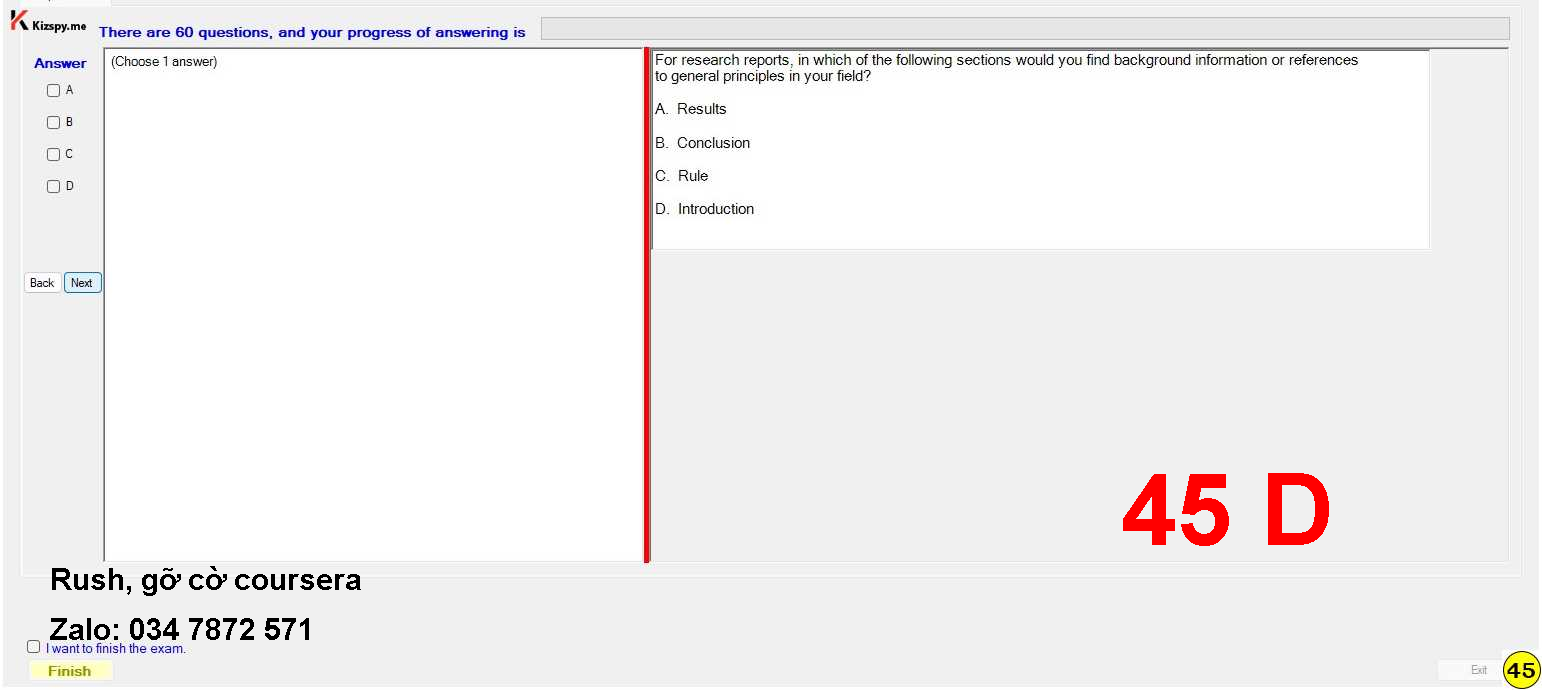 Kizspy.me
There are 60 questions, and your progress of answering is
Answer
A
B
C
D
Back
Next
(Choose 1 answer)
For research reports, in which of the following sections would you find background information or references
to general principles in your field?
A. Results
B. Conclusion
C. Rule
D. Introduction
45 D
Rush, gỡ cờ coursera
Zalo: 034 7872 571
I want to finish the exam.
Finish
Exit
45